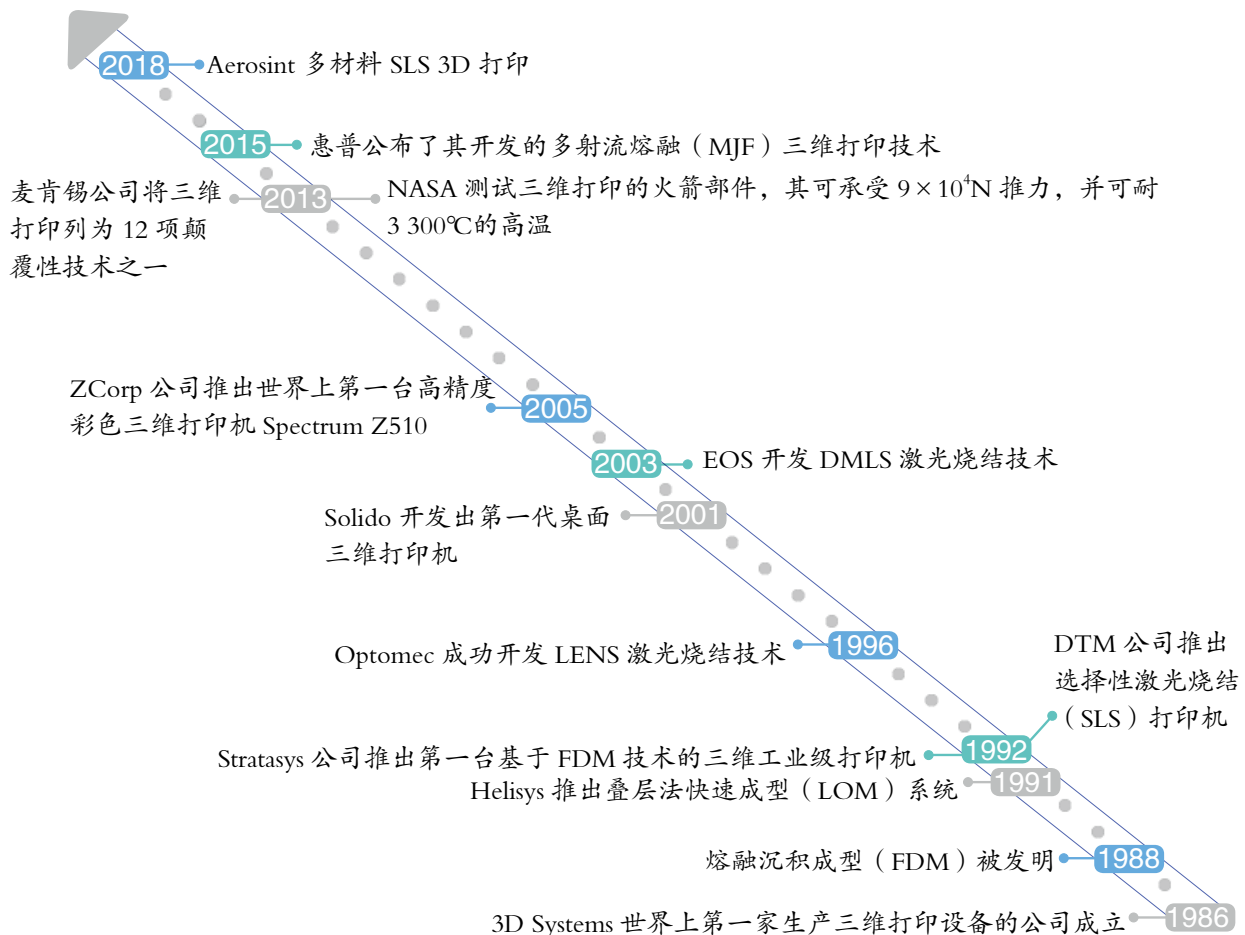 2018
Aerosint 多材料 SLS 3D 打印
2015
惠普公布了其开发的多射流熔融（MJF）三维打印技术
麦肯锡公司将三维
打印列为 12 项颠
覆性技术之一
2013
NASA 测试三维打印的火箭部件，其可承受 9×10⁴N 推力，并可耐
3 300℃的高温
ZCorp 公司推出世界上第一台高精度
彩色三维打印机 Spectrum Z510
2005
2003
EOS 开发 DMLS 激光烧结技术
Solido 开发出第一代桌面
三维打印机
2001
Optomec 成功开发 LENS 激光烧结技术
1996
DTM 公司推出
选择性激光烧结
（SLS）打印机
Stratasys 公司推出第一台基于 FDM 技术的三维工业级打印机
1992
Helisys 推出叠层法快速成型（LOM）系统
1991
熔融沉积成型（FDM）被发明
1988
3D Systems 世界上第一家生产三维打印设备的公司成立
1986